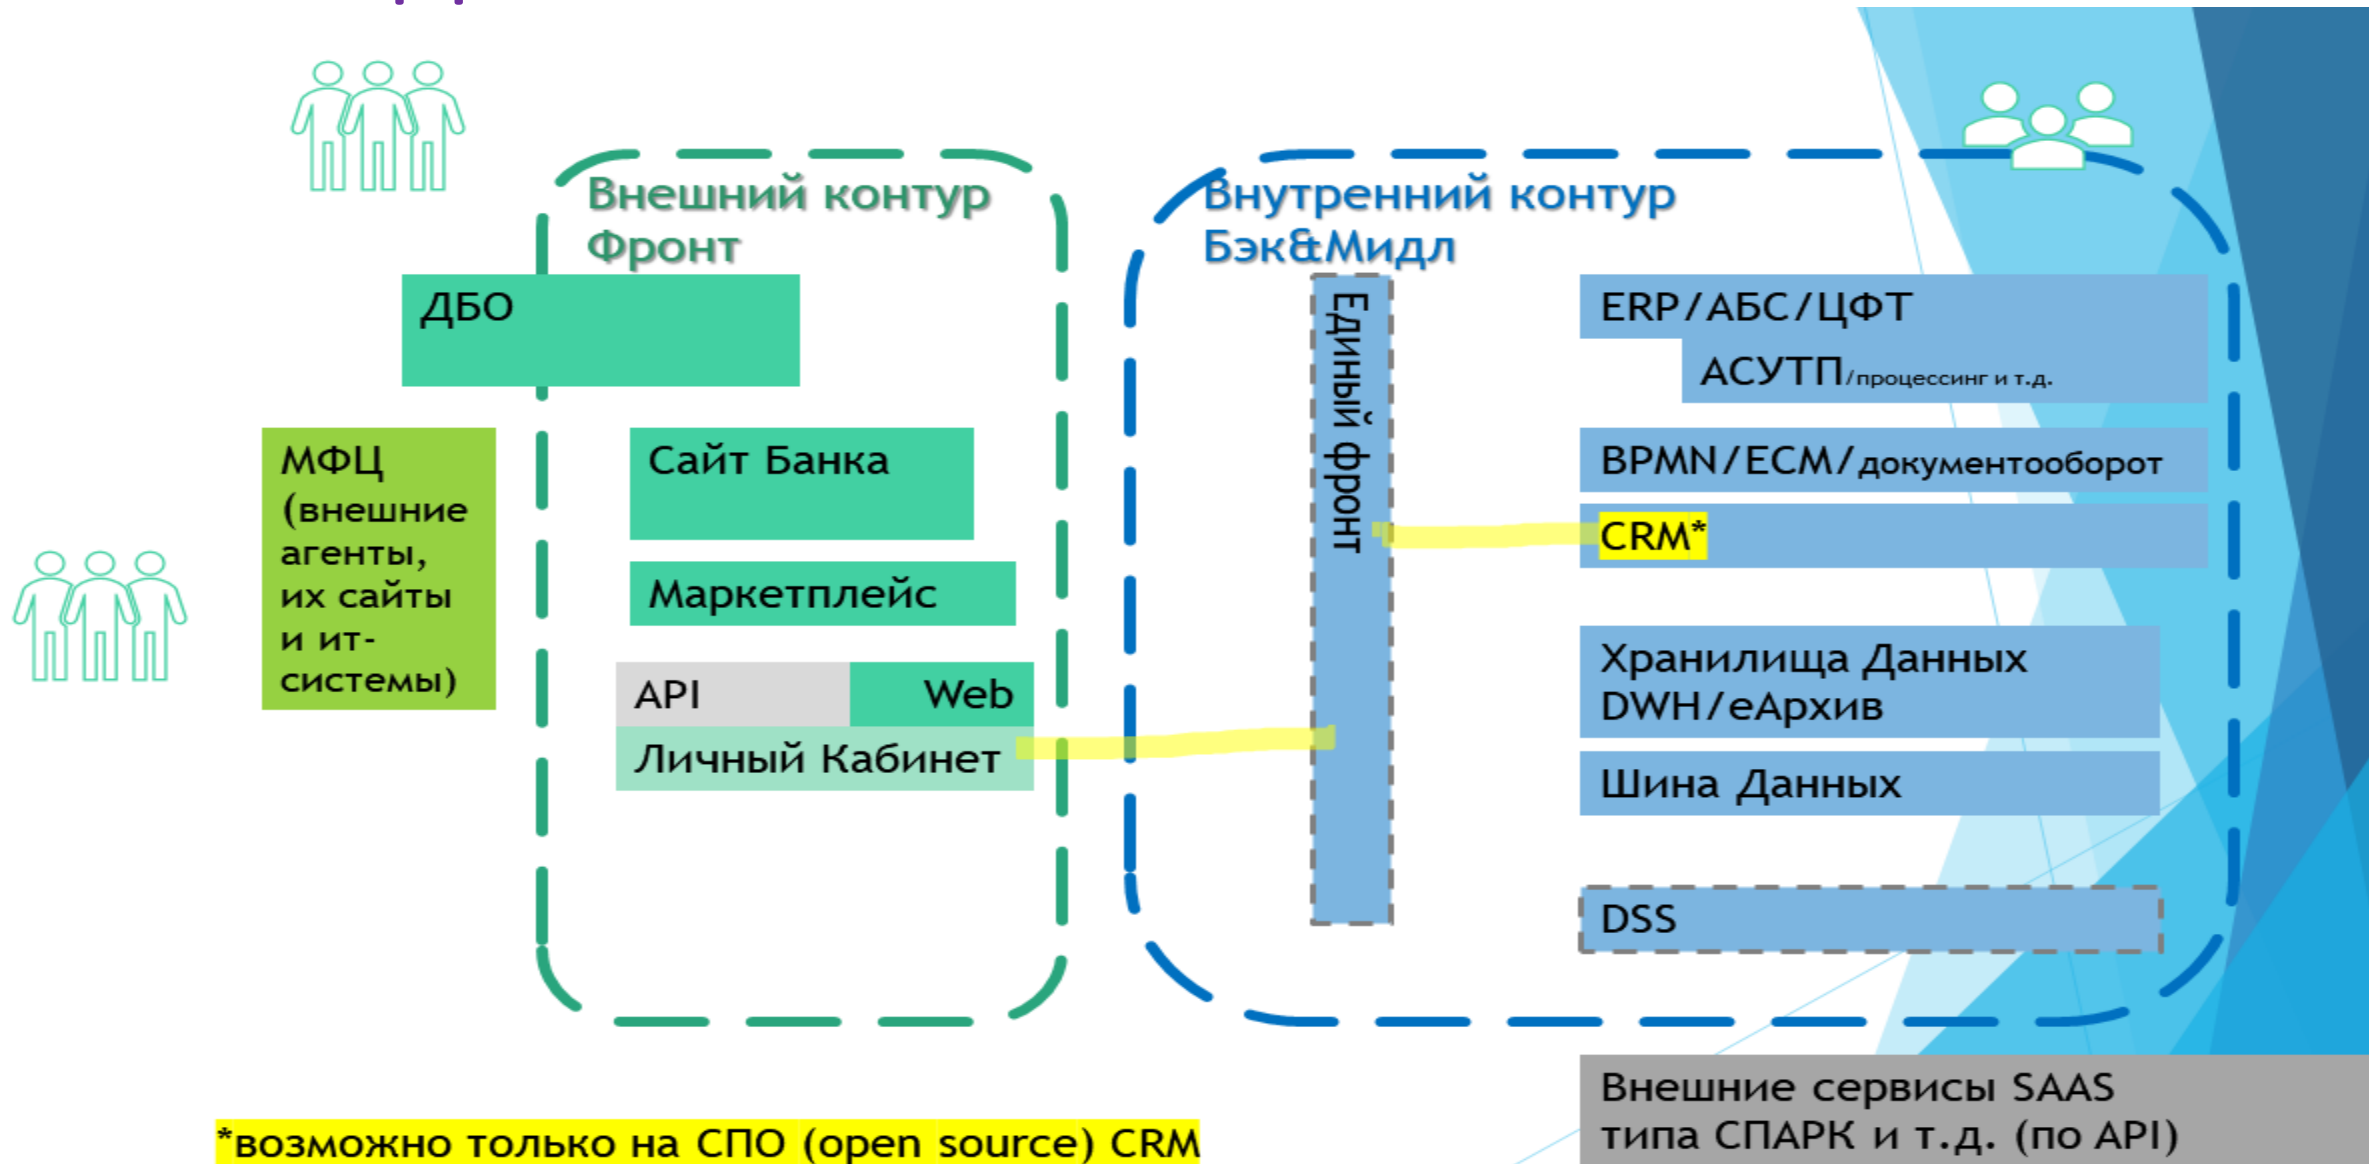 Внешний контур
Фронт
ДБО
МФЦ
(внешние
агенты,
их сайты
и ит-
системы)
Сайт Банка
Маркетплейс
API
Web
Личный Кабинет
Внутренний контур
Бэк&Мидл
Единый фронт
ERP/АБС/ЦФТ
АСУТП/процессинг и т.д.
BPMN/ECM/документооборот
CRM*
Хранилища Данных
DWH/еАрхив
Шина Данных
DSS
Внешние сервисы SAAS
типа СПАРК и т.д. (по API)
*возможно только на СПО (open source) CRM